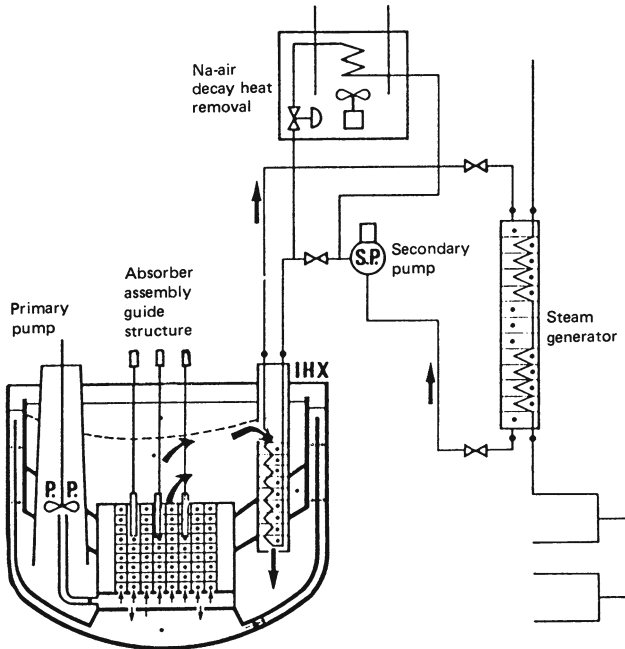 Na-air
decay heat
removal
Absorber
assembly
guide
structure
Primary
pump
S.P.
Secondary
pump
Steam
generator
IHX
P. P.